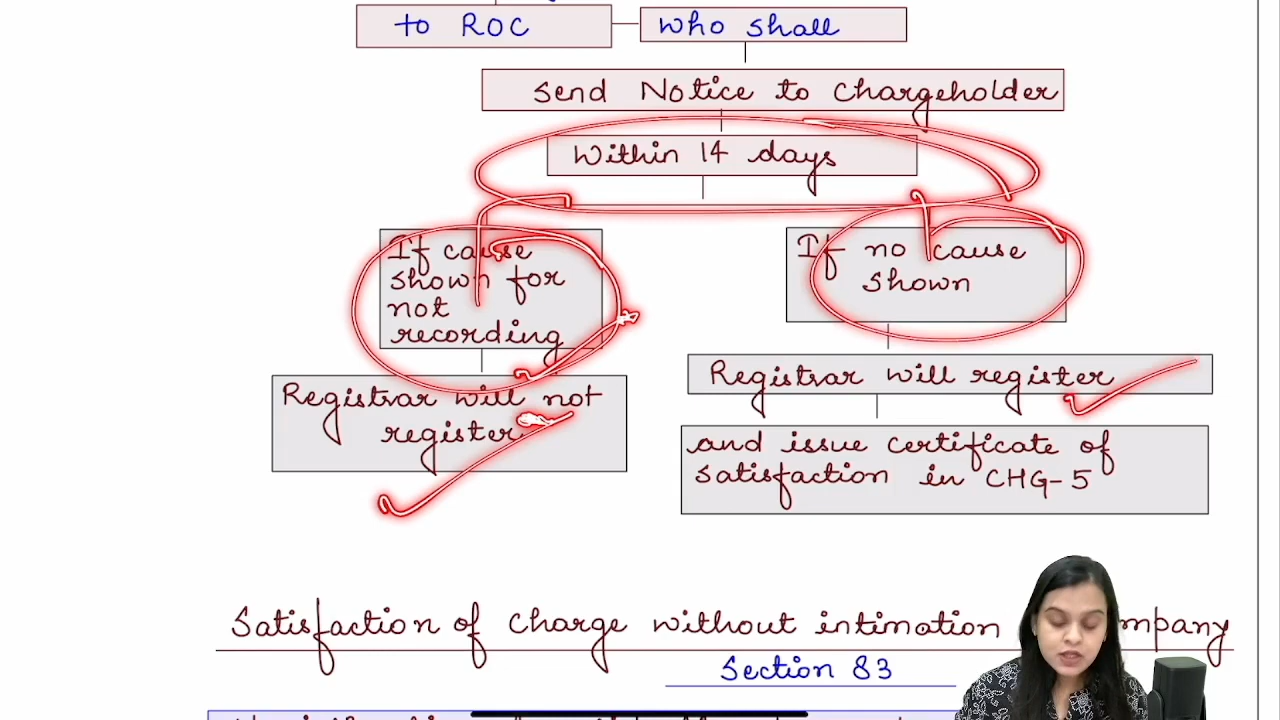 to ROC
who shall
Send Notice to chargeholder
Within 14 days
If cause
shown for
not
recording
If no cause
shown
Registrar will not
register
Registrar will register
and issue certificate of
satisfaction in CHG-5
Satisfaction of charge without intimation
Section 83